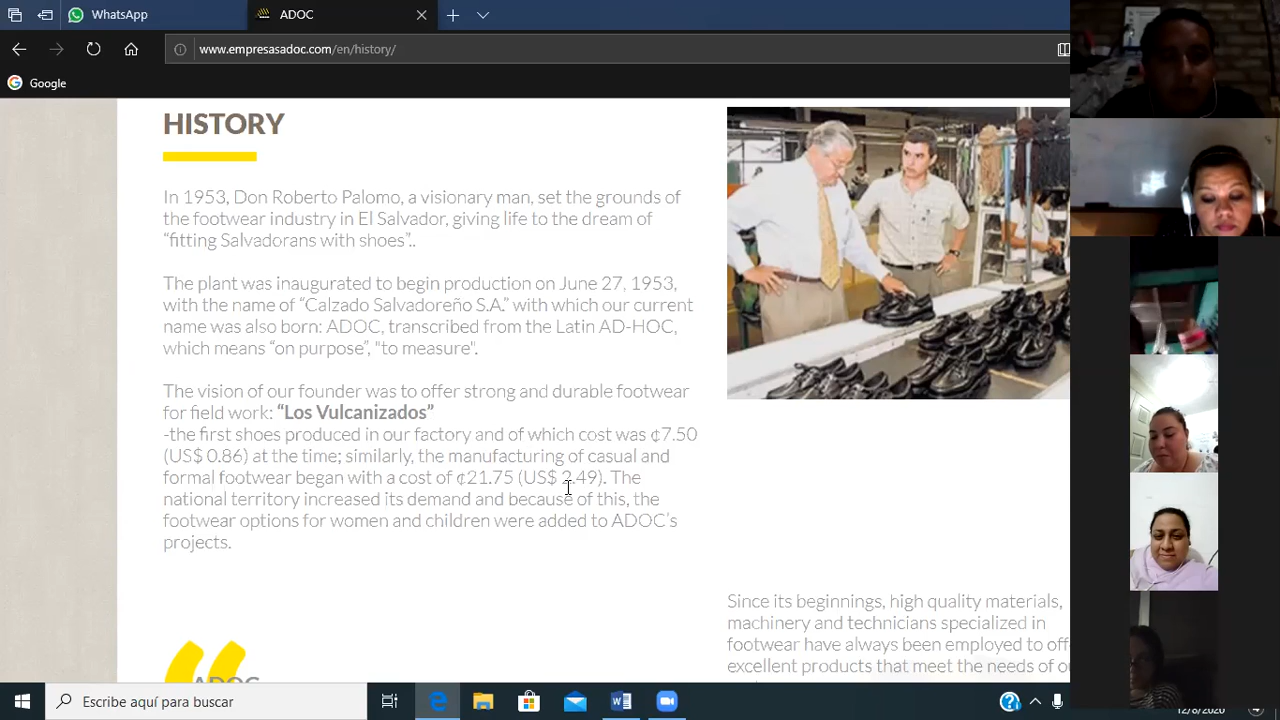 WhatsApp
ADOC
www.empresasadoc.com/en/history/
Google
HISTORY
In 1953, Don Roberto Palomo, a visionary man, set the grounds of
the footwear industry in El Salvador, giving life to the dream of
“fitting Salvadorans with shoes”..
The plant was inaugurated to begin production on June 27, 1953,
with the name of “Calzado Salvadoreño S.A.” with which our current
name was also born: ADOC, transcribed from the Latin AD-HOC,
which means “on purpose”, "to measure".
The vision of our founder was to offer strong and durable footwear
for field work: “Los Vulcanizados”
-the first shoes produced in our factory and of which cost was ¢7.50
(US$ 0.86) at the time; similarly, the manufacturing of casual and
formal footwear began with a cost of ¢21.75 (US$ 2.49). The
national territory increased its demand and because of this, the
footwear options for women and children were added to ADOC’s
projects.
Since its beginnings, high quality materials,
machinery and technicians specialized in
footwear have always been employed to off
excellent products that meet the needs of o
“ ADOC
Escribe aquí para buscar
12/8/2020